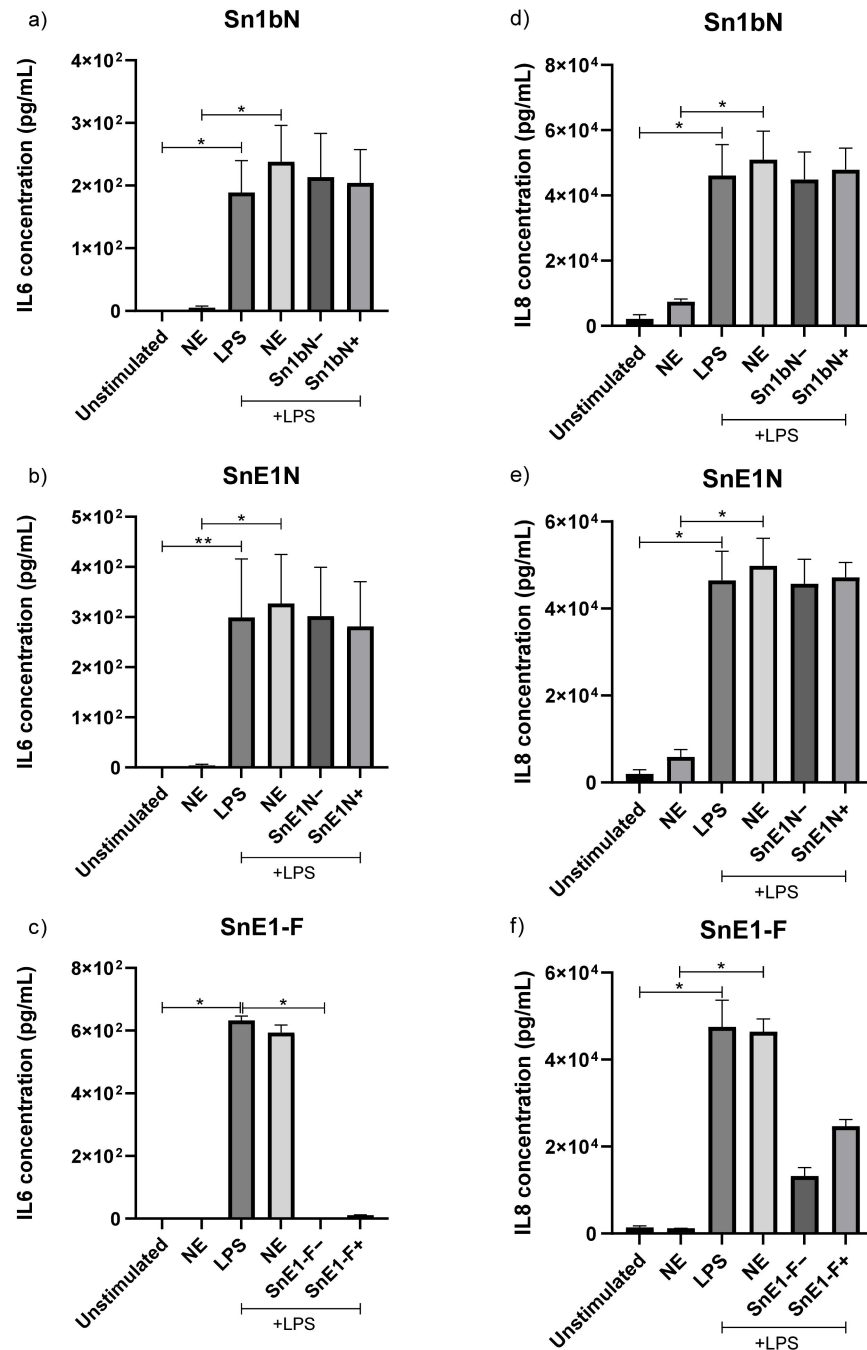 a)
Sn1bN
IL6 concentration (pg/mL)
4×10²
3×10²
2×10²
1×10²
0
*
*
Unstimulated
NE
LPS
NE
Sn1bN−
Sn1bN+
+LPS
d)
Sn1bN
IL8 concentration (pg/mL)
8×10⁴
6×10⁴
4×10⁴
2×10⁴
0
*
*
Unstimulated
NE
LPS
NE
Sn1bN−
Sn1bN+
+LPS
b)
SnE1N
IL6 concentration (pg/mL)
5×10²
4×10²
3×10²
2×10²
1×10²
0
*
**
Unstimulated
NE
LPS
NE
SnE1N−
SnE1N+
+LPS
e)
SnE1N
IL8 concentration (pg/mL)
6×10⁴
4×10⁴
2×10⁴
0
*
*
Unstimulated
NE
LPS
NE
SnE1N−
SnE1N+
+LPS
c)
SnE1-F
IL6 concentration (pg/mL)
8×10²
6×10²
4×10²
2×10²
0
*
*
Unstimulated
NE
LPS
NE
SnE1-F−
SnE1-F+
+LPS
f)
SnE1-F
IL8 concentration (pg/mL)
6×10⁴
4×10⁴
2×10⁴
0
*
*
Unstimulated
NE
LPS
NE
SnE1-F−
SnE1-F+
+LPS